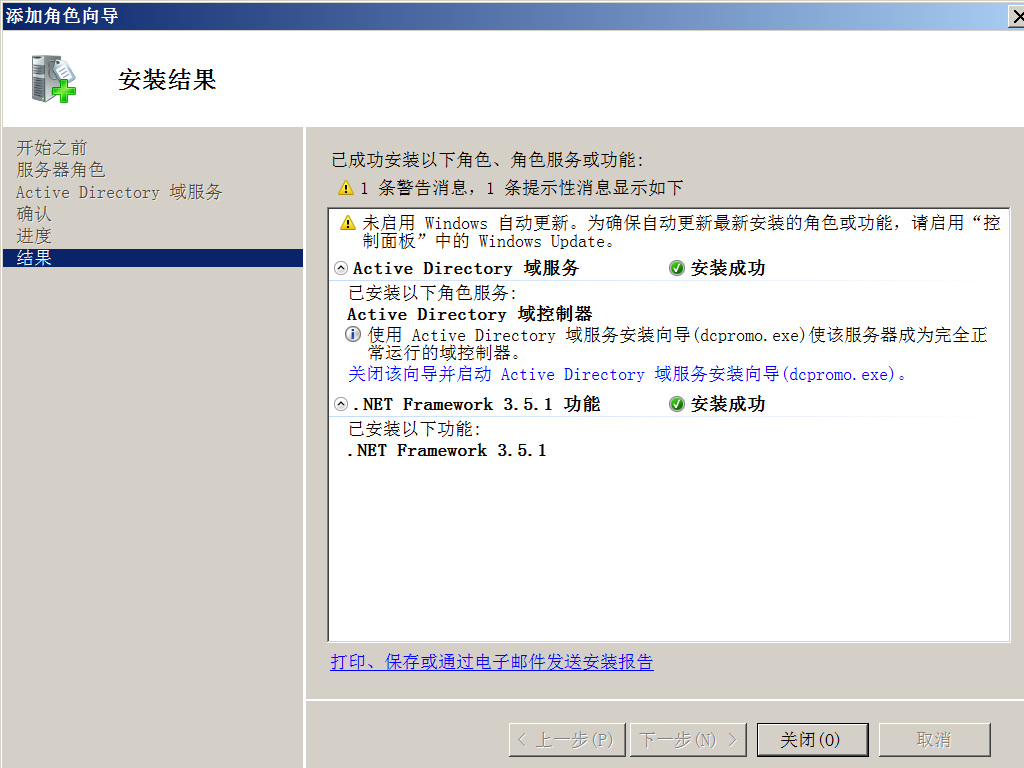 添加角色向导
安装结果
开始之前
服务器角色
Active Directory 域服务
确认
进度
结果
已成功安装以下角色、角色服务或功能:
1 条警告消息，1 条提示性消息显示如下
未启用 Windows 自动更新。为确保自动更新最新安装的角色或功能，请启用“控
制面板”中的 Windows Update。
Active Directory 域服务 安装成功
已安装以下角色服务:
Active Directory 域控制器
使用 Active Directory 域服务安装向导(dcpromo.exe)使该服务器成为完全正
常运行的域控制器。
关闭该向导并启动 Active Directory 域服务安装向导(dcpromo.exe)。
.NET Framework 3.5.1 功能 安装成功
已安装以下功能:
.NET Framework 3.5.1
打印、保存或通过电子邮件发送安装报告
< 上一步(P) 下一步(N) > 关闭(O) 取消